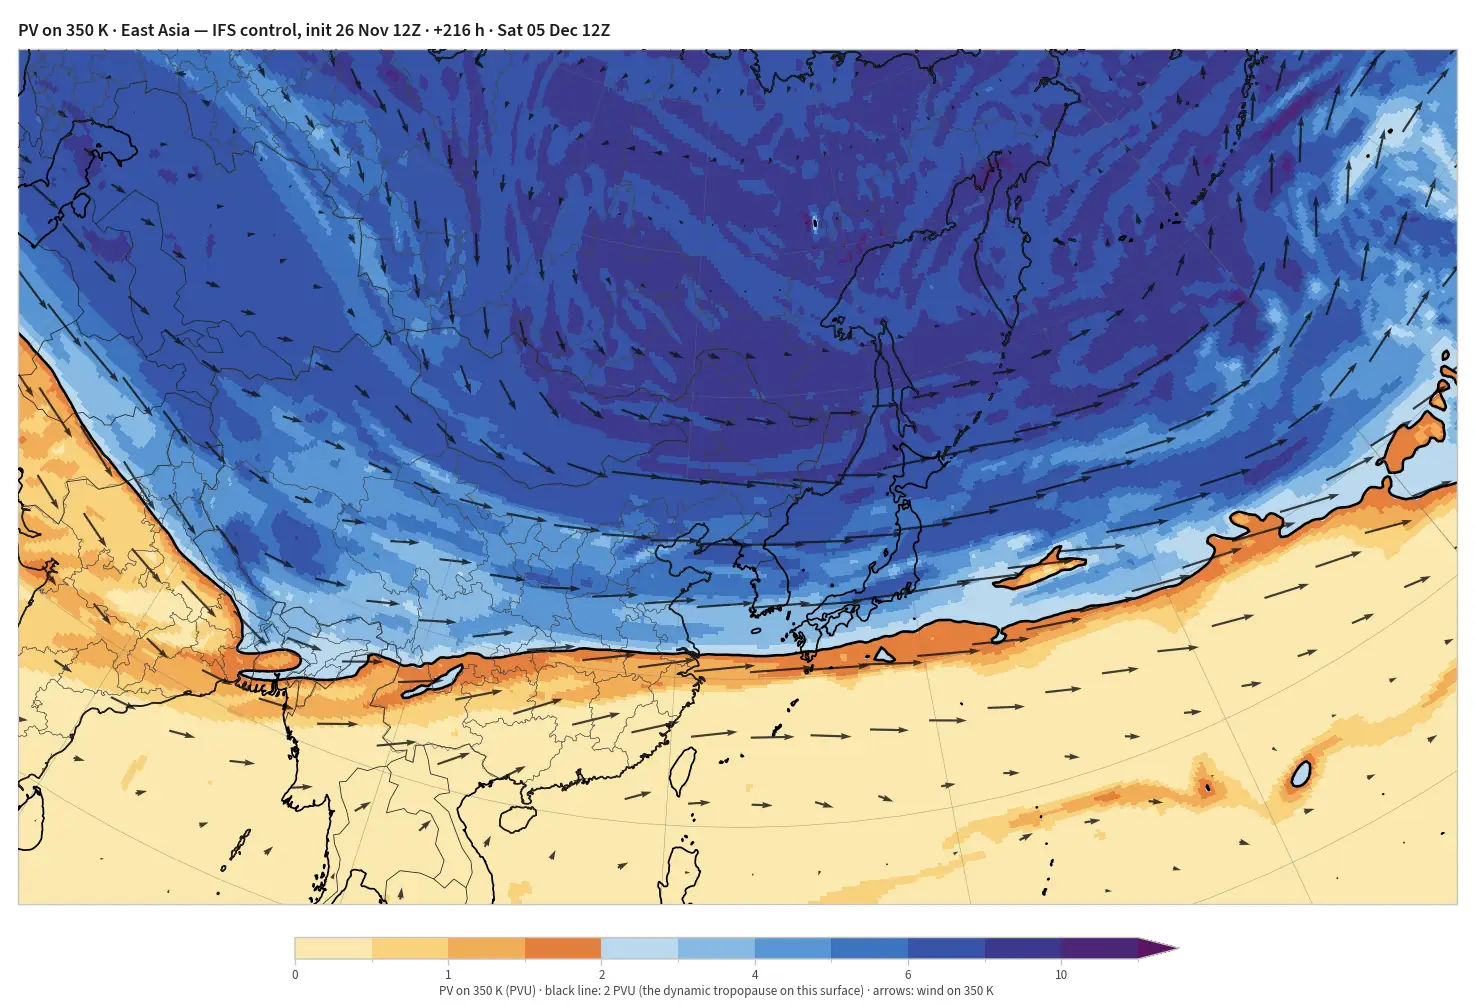 PV on 350 K · East Asia — IFS control, init 26 Nov 12Z · +216 h · Sat 05 Dec 12Z
0 1 2 4 6 10
PV on 350 K (PVU) · black line: 2 PVU (the dynamic tropopause on this surface) · arrows: wind on 350 K